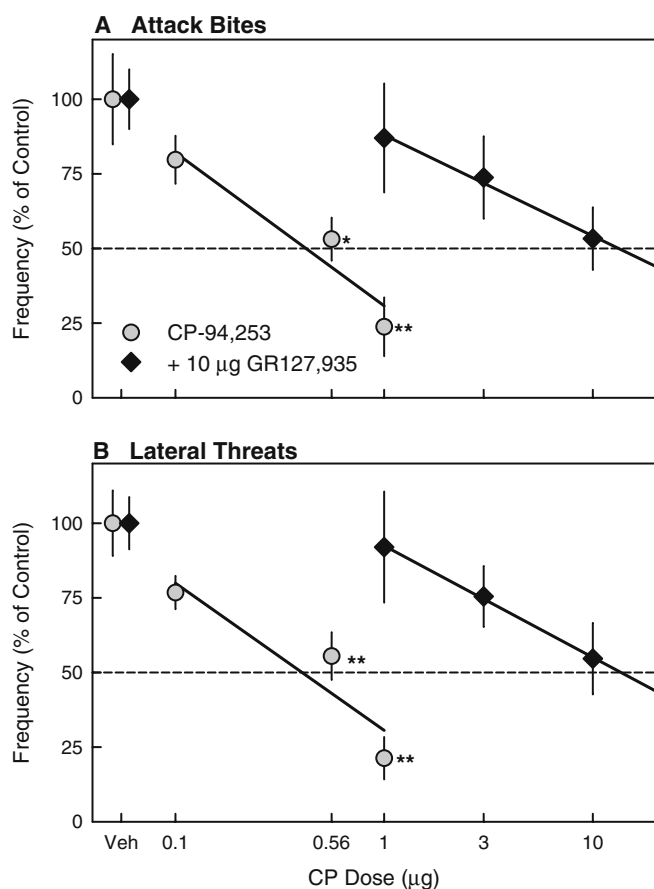 A Attack Bites
Frequency (% of Control)
100
75
50
25
0
*
**
CP-94,253
+ 10 µg GR127,935
B Lateral Threats
Frequency (% of Control)
100
75
50
25
0
**
**
Veh 0.1 0.56 1 3 10
CP Dose (µg)